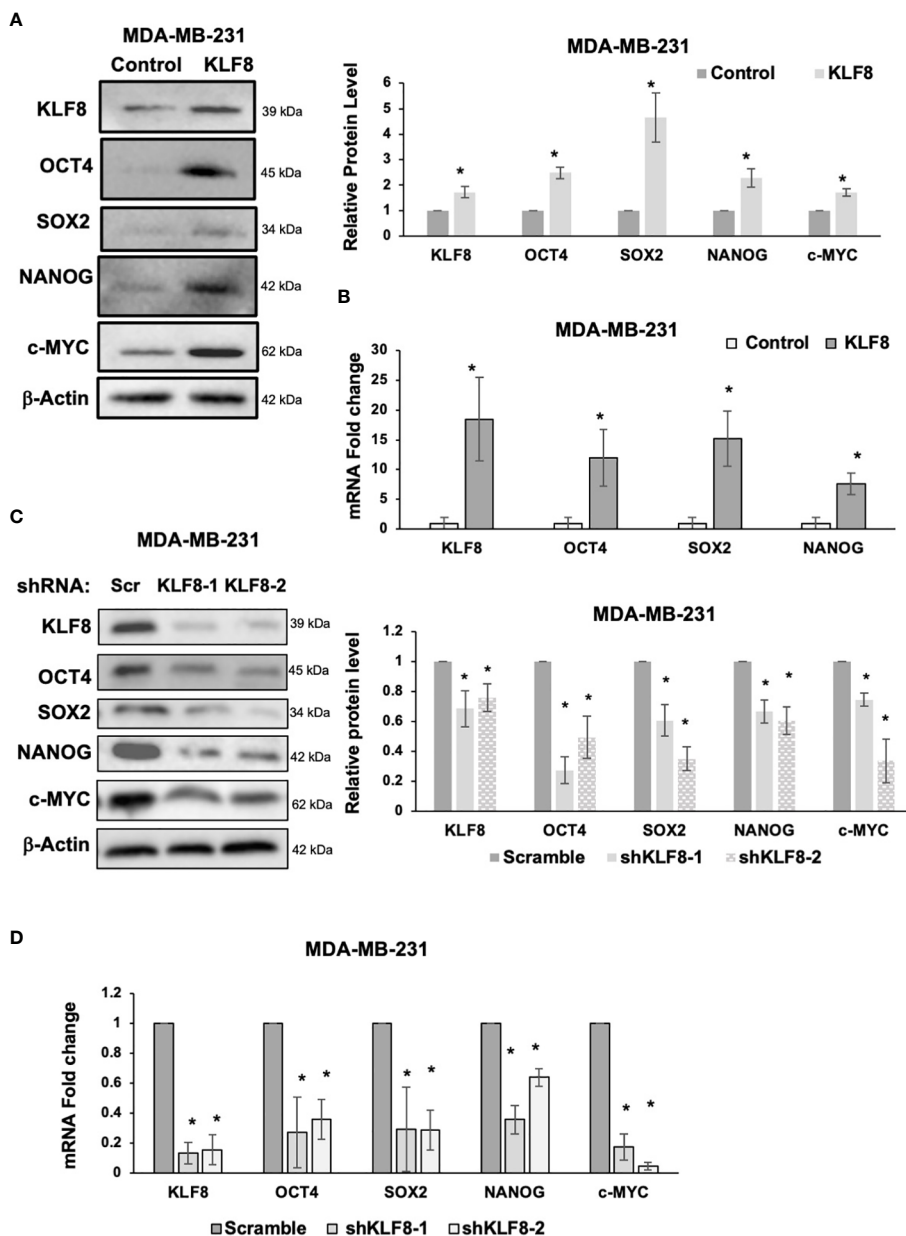 A
MDA-MB-231
Control KLF8
KLF8 39 kDa
OCT4 45 kDa
SOX2 34 kDa
NANOG 42 kDa
c-MYC 62 kDa
β-Actin 42 kDa
MDA-MB-231
Control KLF8
Relative Protein Level
6
5
4
3
2
1
0
* * * * *
KLF8 OCT4 SOX2 NANOG c-MYC
B
MDA-MB-231
Control KLF8
mRNA Fold change
30
25
20
15
10
5
0
* * * *
KLF8 OCT4 SOX2 NANOG
C
MDA-MB-231
shRNA: Scr KLF8-1 KLF8-2
KLF8 39 kDa
OCT4 45 kDa
SOX2 34 kDa
NANOG 42 kDa
c-MYC 62 kDa
β-Actin 42 kDa
MDA-MB-231
Relative protein level
1.2
1
0.8
0.6
0.4
0.2
0
* * * * * * * * * *
KLF8 OCT4 SOX2 NANOG c-MYC
Scramble shKLF8-1 shKLF8-2
D
MDA-MB-231
mRNA Fold change
1.2
1
0.8
0.6
0.4
0.2
0
* * * * * * * * * *
KLF8 OCT4 SOX2 NANOG c-MYC
Scramble shKLF8-1 shKLF8-2